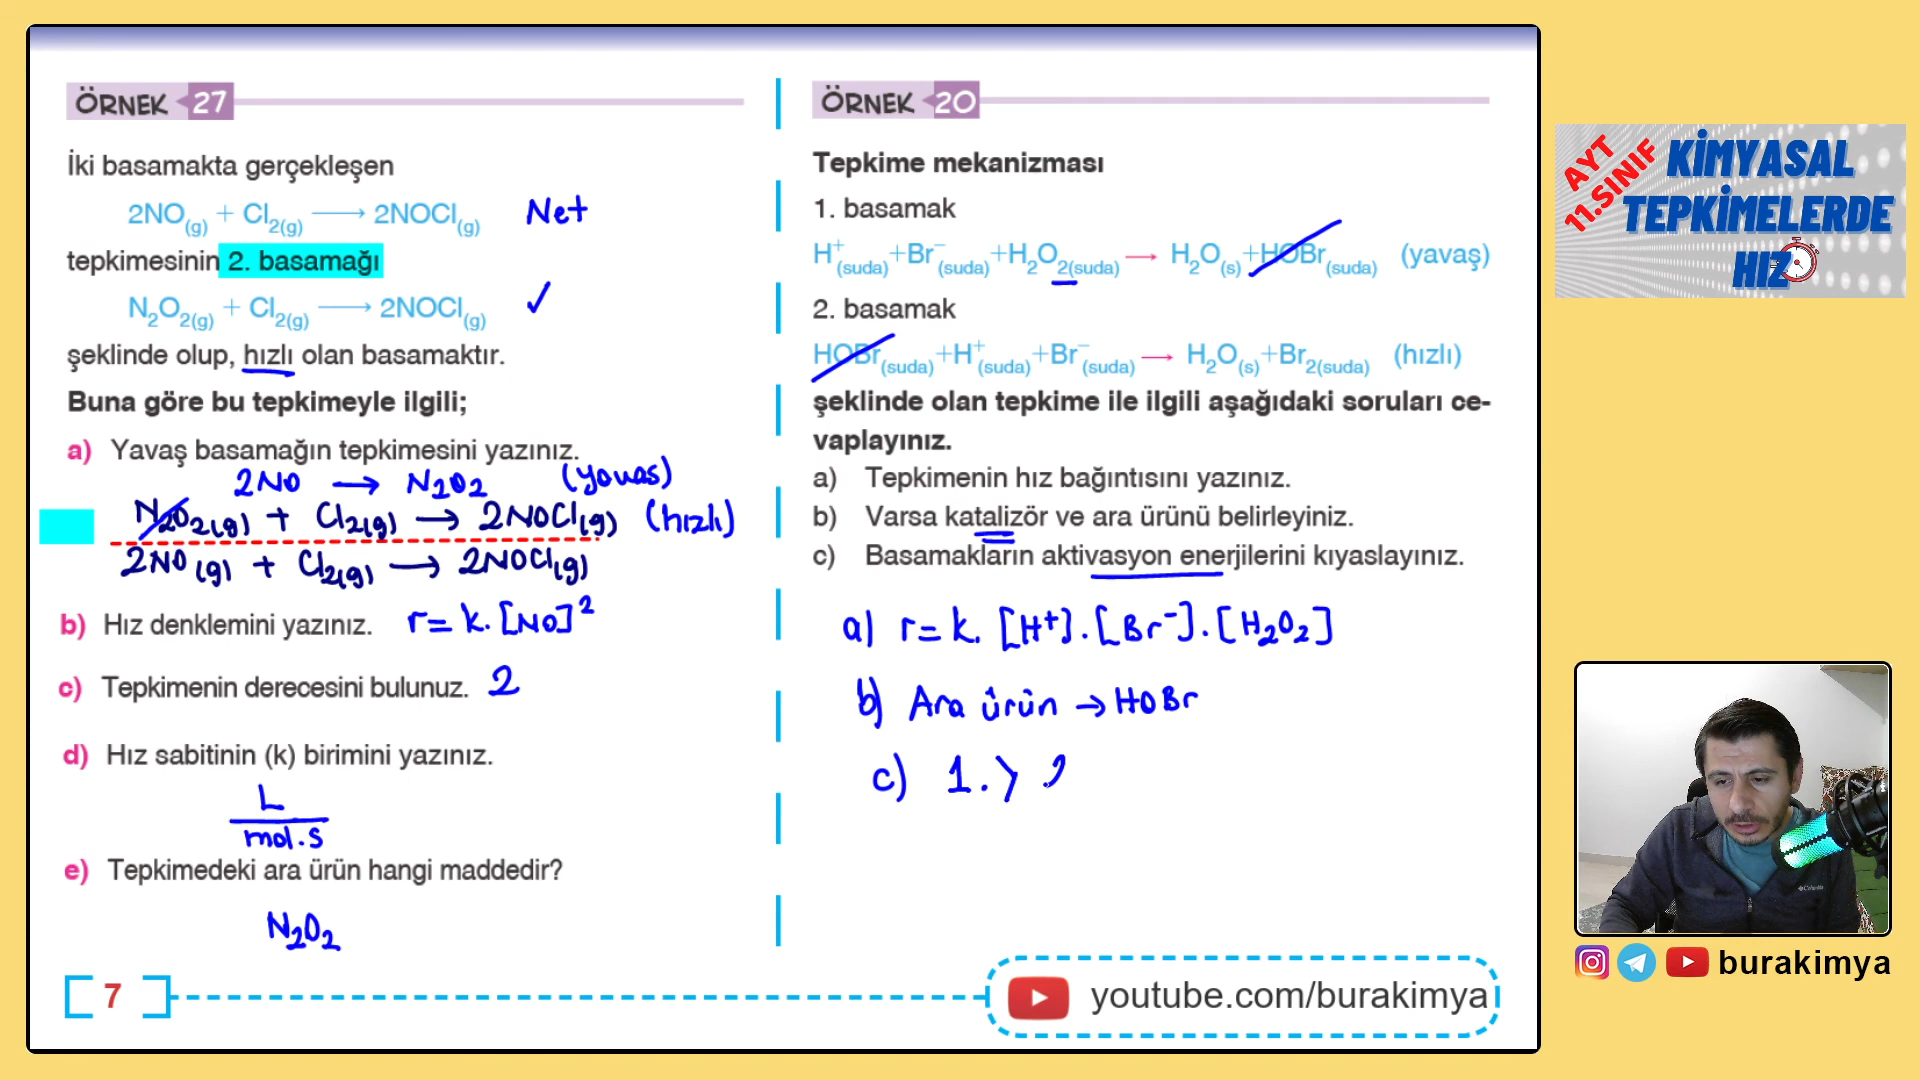 ÖRNEK 27
İki basamakta gerçekleşen
2NO(g) + Cl2(g) ⟶ 2NOCl(g) Net
tepkimesinin 2. basamağı
N2O2(g) + Cl2(g) ⟶ 2NOCl(g) ✓
şeklinde olup, hızlı olan basamaktır.
Buna göre bu tepkimeyle ilgili;
a) Yavaş basamağın tepkimesini yazınız.
2NO → N2O2 (yavaş)
N2O2(g) + Cl2(g) → 2NOCl(g) (hızlı)
2NO(g) + Cl2(g) → 2NOCl(g)
b) Hız denklemini yazınız. r= k. [NO]²
c) Tepkimenin derecesini bulunuz. 2
d) Hız sabitinin (k) birimini yazınız.
L
mol.s
e) Tepkimedeki ara ürün hangi maddedir?
N2O2
7
ÖRNEK 20
Tepkime mekanizması
1. basamak
H+(suda)+Br−(suda)+H2O2(suda) → H2O(s)+HOBr(suda) (yavaş)
2. basamak
HOBr(suda)+H+(suda)+Br−(suda) → H2O(s)+Br2(suda) (hızlı)
şeklinde olan tepkime ile ilgili aşağıdaki soruları ce-
vaplayınız.
a) Tepkimenin hız bağıntısını yazınız.
b) Varsa katalizör ve ara ürünü belirleyiniz.
c) Basamakların aktivasyon enerjilerini kıyaslayınız.
a) r= k. [H+].[Br−].[H2O2]
b) Ara ürün → HOBr
c) 1. >
youtube.com/burakimya
AYT
11.SINIF
KİMYASAL
TEPKİMELERDE
HIZ
burakimya